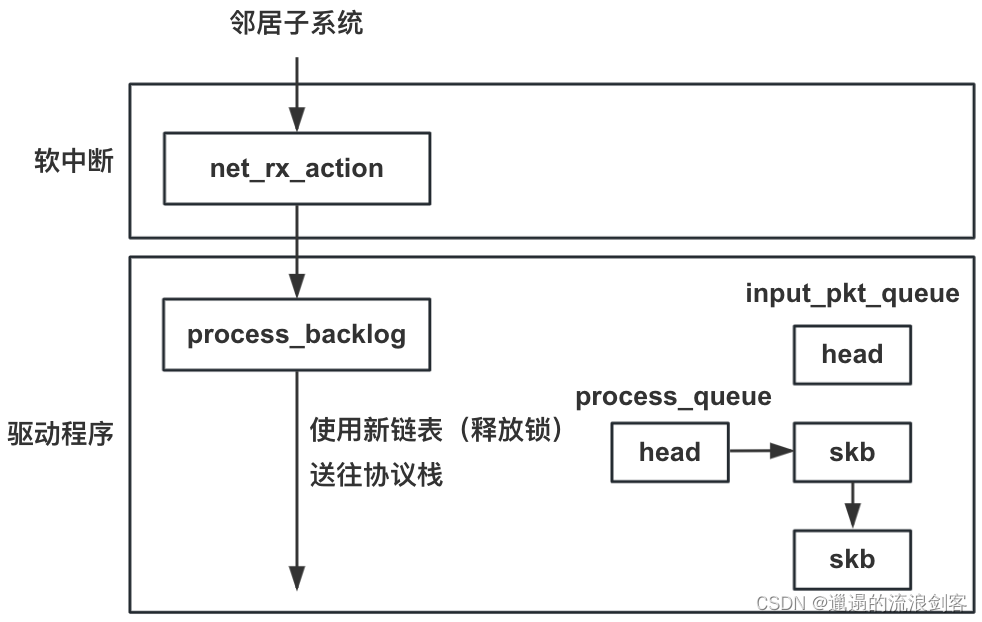 邻居子系统
软中断
net_rx_action
process_backlog
input_pkt_queue
head
process_queue
驱动程序
使用新链表（释放锁）
送往协议栈
head
skb
skb
CSDN @邋遢的流浪剑客